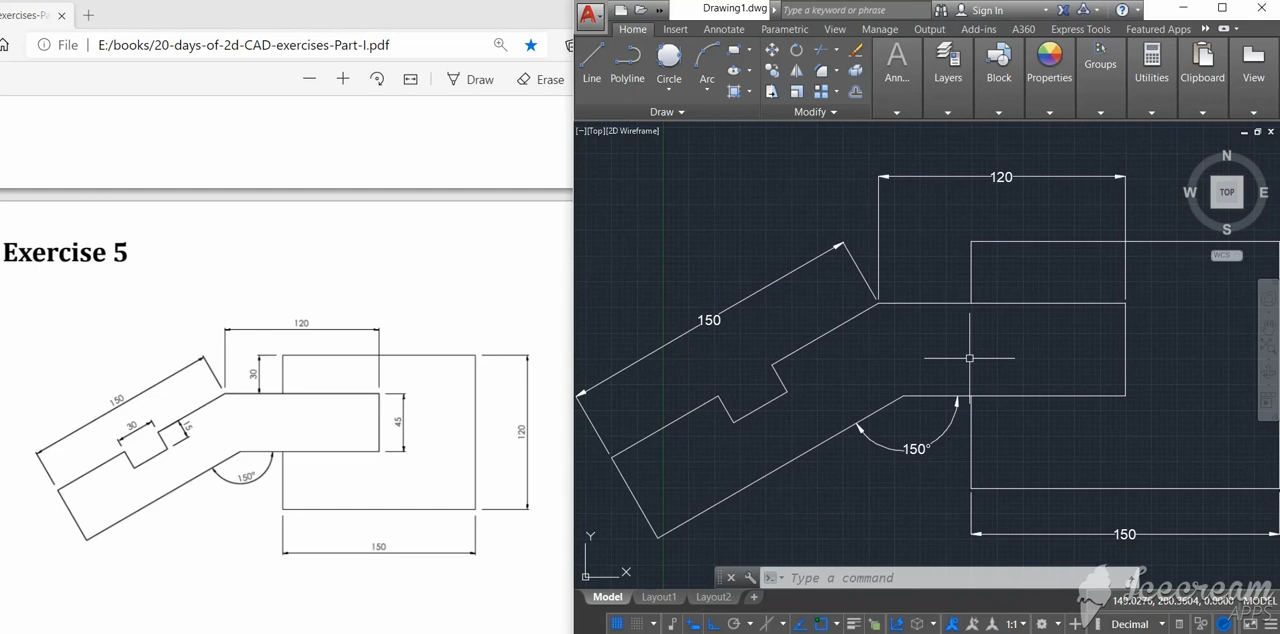 exercises-Pa
Drawing1.dwg
Type a keyword or phrase
Sign In
File E:/books/20-days-of-2d-CAD-exercises-Part-I.pdf
Home Insert Annotate Parametric View Manage Output Add-ins A360 Express Tools Featured Apps
Draw Erase
Line Polyline Circle Arc
Ann... Layers Block Properties Groups Utilities Clipboard View
Draw Modify
[−][Top][2D Wireframe]
N
W TOP E
S
WCS
Exercise 5
120
30
150
30
15
45
120
150°
150
120
150
150°
150
Y
X
Type a command
Model Layout1 Layout2 +
Icecream
APPS
MODEL
1:1 Decimal